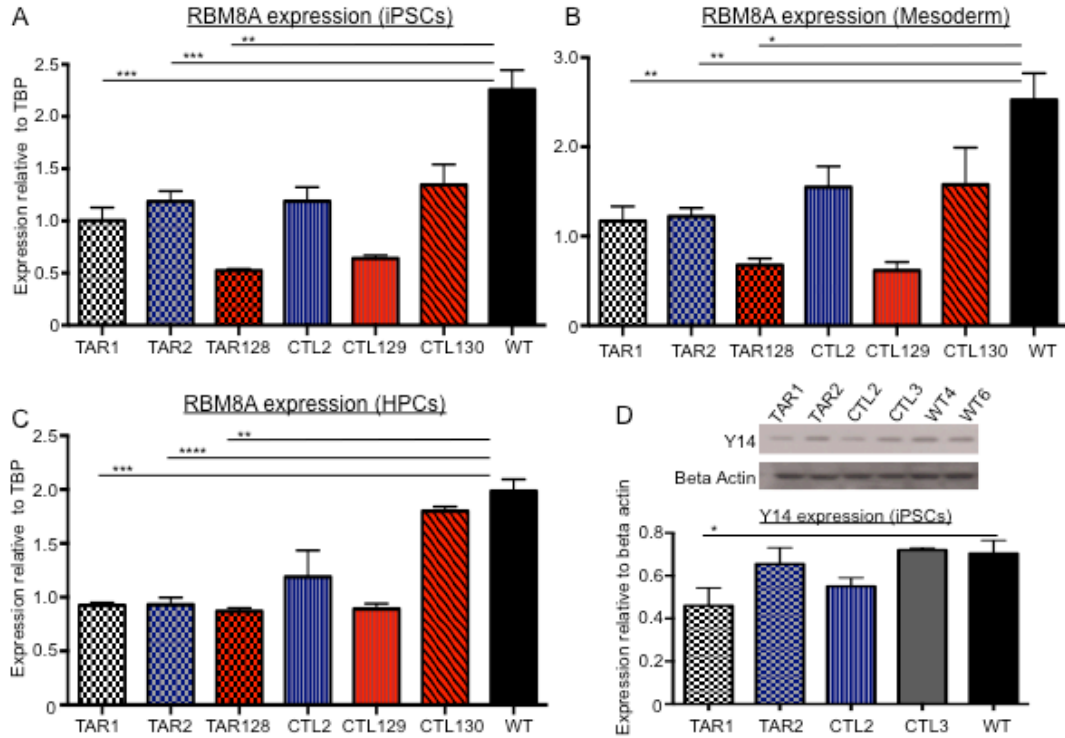 A
RBM8A expression (iPSCs)
**
***
***
Expression relative to TBP
2.5
2.0
1.5
1.0
0.5
0
TAR1 TAR2 TAR128 CTL2 CTL129 CTL130 WT
B
RBM8A expression (Mesoderm)
*
**
**
3.0
2.0
1.0
0
TAR1 TAR2 TAR128 CTL2 CTL129 CTL130 WT
C
RBM8A expression (HPCs)
**
****
***
Expression relative to TBP
2.5
2.0
1.5
1.0
0.5
0
TAR1 TAR2 TAR128 CTL2 CTL129 CTL130 WT
D
TAR1 TAR2 CTL2 CTL3 WT4 WT6
Y14
Beta Actin
Y14 expression (iPSCs)
*
Expression relative to beta actin
0.8
0.6
0.4
0.2
0
TAR1 TAR2 CTL2 CTL3 WT